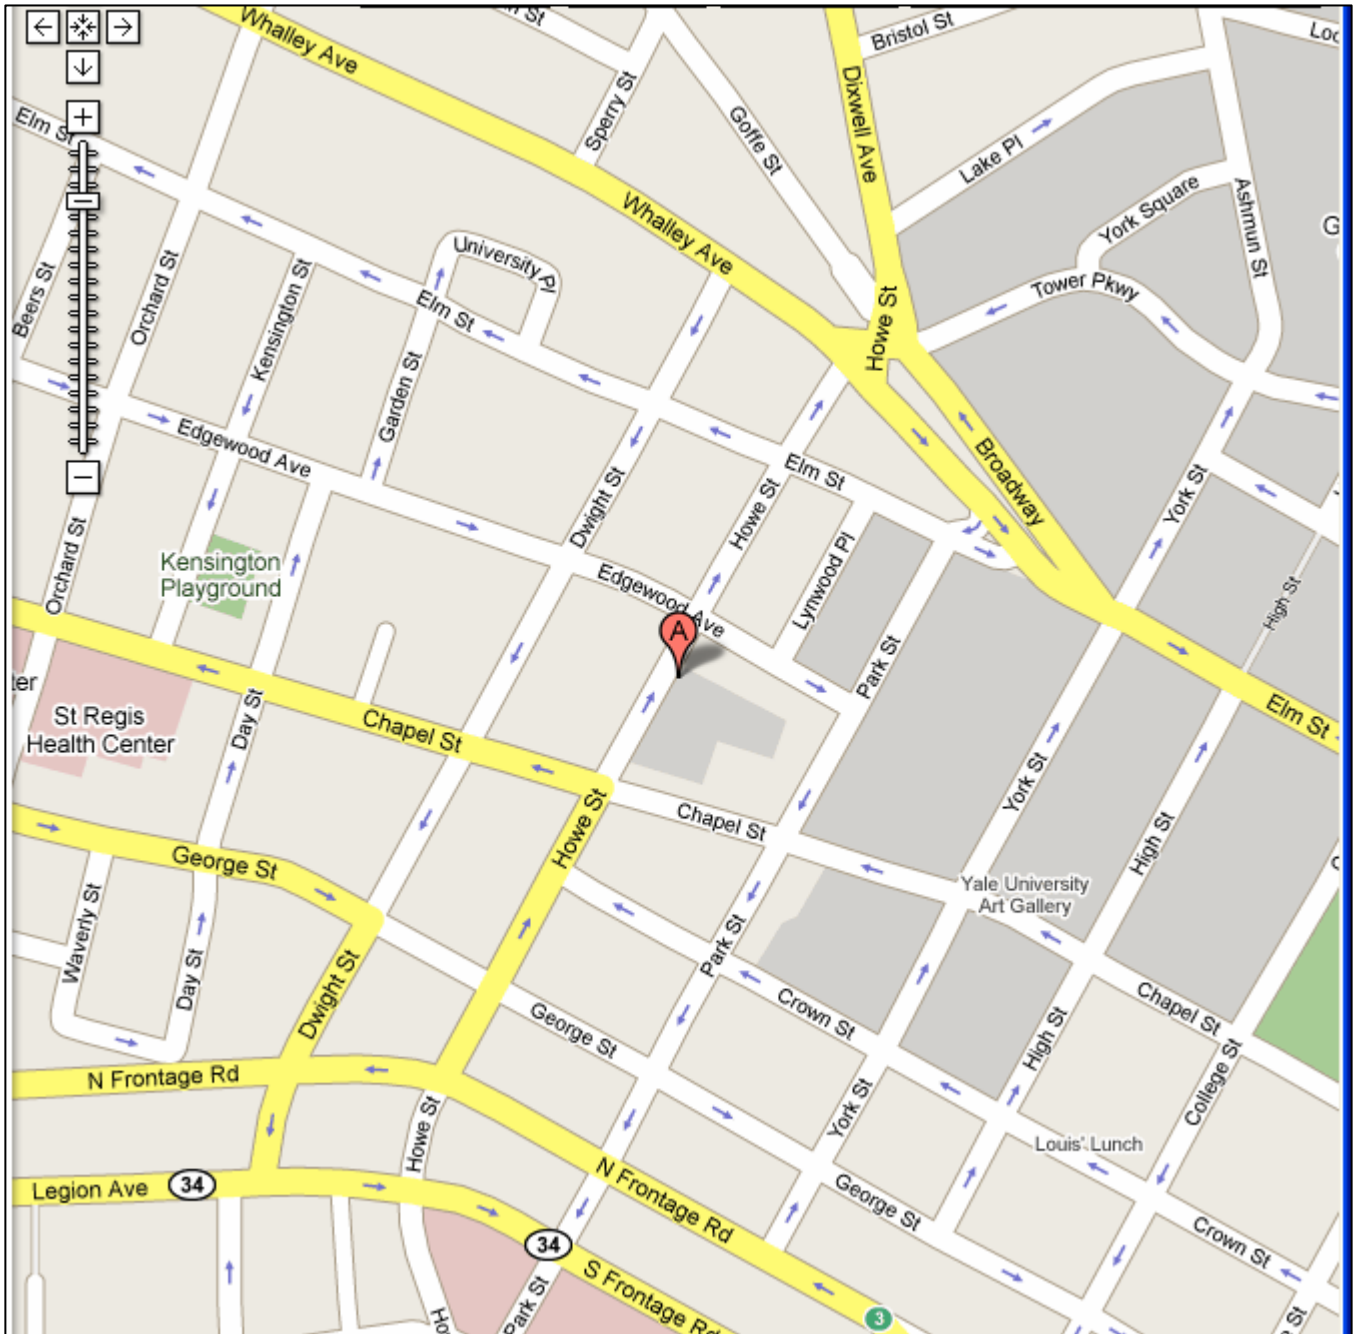 m St
Bristol St
Loc
Whalley Ave
Sperry St
Dixwell Ave
Goffe St
Lake Pl
Elm St
York Square
Ashmun St
G
Whalley Ave
University Pl
Beers St
Orchard St
Kensington St
Elm St
Tower Pkwy
Howe St
Garden St
Edgewood Ave
Elm St
Broadway
Dwight St
Howe St
York St
Orchard St
Kensington
Playground
Edgewood Ave
Lynwood Pl
High St
A
Park St
ter
St Regis
Health Center
Day St
Chapel St
Elm St
York St
Chapel St
Howe St
High St
George St
Yale University
Art Gallery
C
Waverly St
Day St
Dwight St
Park St
Crown St
Chapel St
George St
High St
N Frontage Rd
College St
Howe St
York St
Louis' Lunch
Legion Ave
34
N Frontage Rd
George St
Crown St
34
S Frontage Rd
Park St
Ho
3
e St